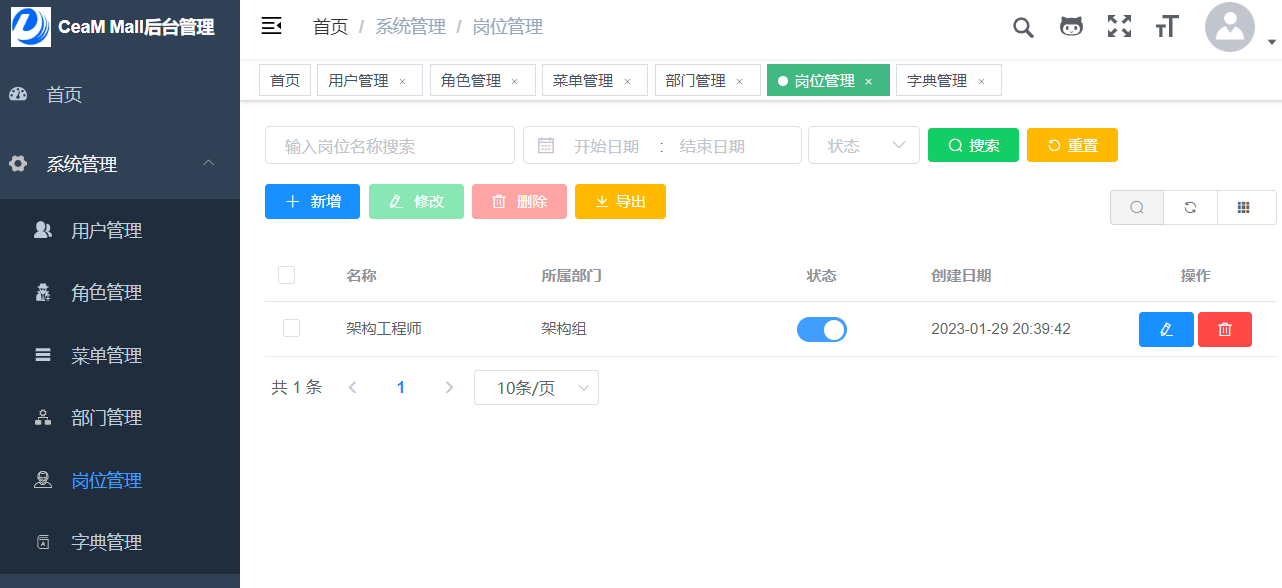 CeaM Mall后台管理
首页 / 系统管理 / 岗位管理
首页
系统管理
用户管理
角色管理
菜单管理
部门管理
岗位管理
字典管理
首页 用户管理 × 角色管理 × 菜单管理 × 部门管理 × 岗位管理 × 字典管理 ×
输入岗位名称搜索 开始日期 : 结束日期 状态 搜索 重置
新增 修改 删除 导出
名称 所属部门 状态 创建日期 操作
架构工程师 架构组 2023-01-29 20:39:42
共 1 条 1 10条/页